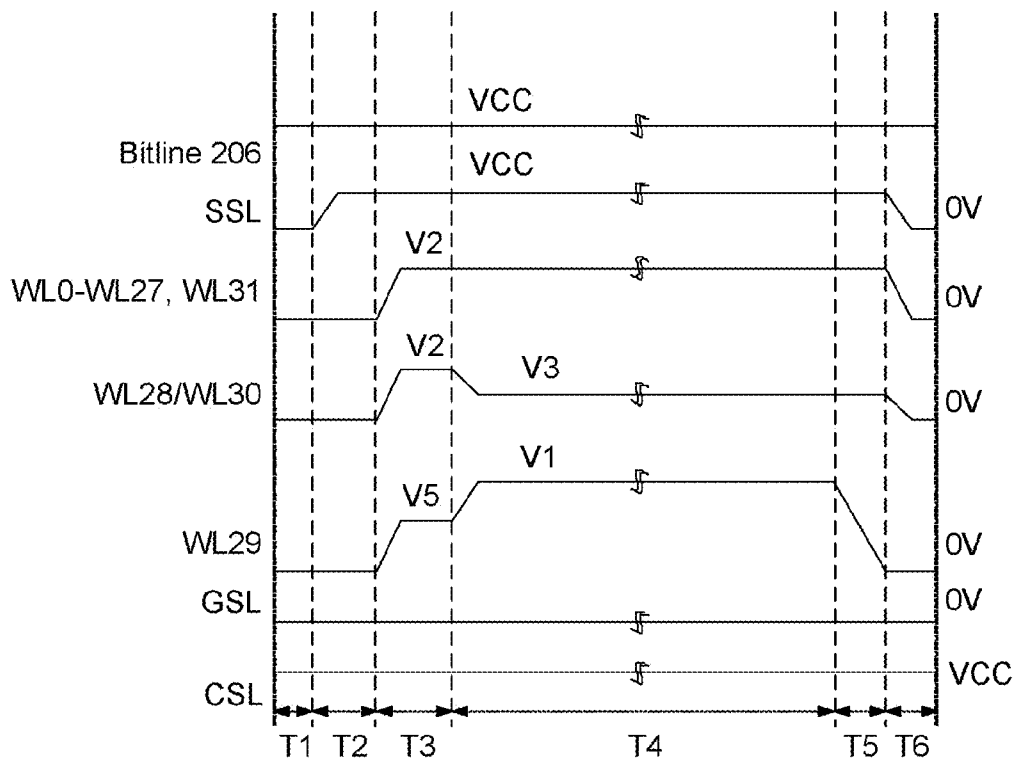 VCC
Bitline 206
VCC
SSL
0V
V2
WL0-WL27, WL31
0V
V2
V3
WL28/WL30
0V
V1
V5
WL29
0V
GSL
0V
CSL
VCC
T1 T2 T3 T4 T5 T6